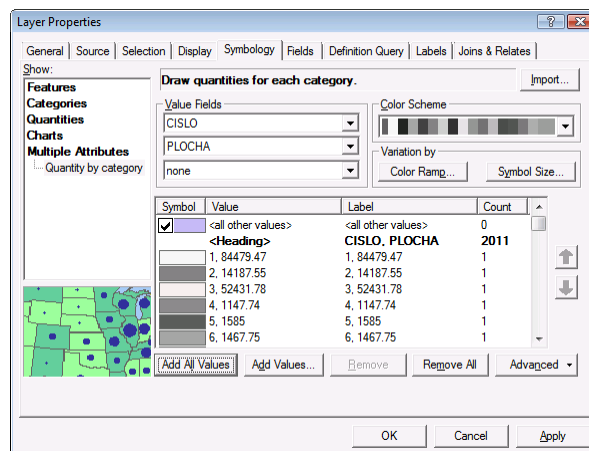 Layer Properties
General Source Selection Display Symbology Fields Definition Query Labels Joins & Relates
Show:
Features
Categories
Quantities
Charts
Multiple Attributes
Quantity by category
Draw quantities for each category.
Import...
Value Fields
CISLO
PLOCHA
none
Color Scheme
Variation by
Color Ramp...
Symbol Size...
Symbol Value Label Count
<all other values> <all other values> 0
<Heading> CISLO, PLOCHA 2011
1, 84479.47 1, 84479.47 1
2, 14187.55 2, 14187.55 1
3, 52431.78 3, 52431.78 1
4, 1147.74 4, 1147.74 1
5, 1585 5, 1585 1
6, 1467.75 6, 1467.75 1
Add All Values Add Values... Remove Remove All Advanced
OK Cancel Apply